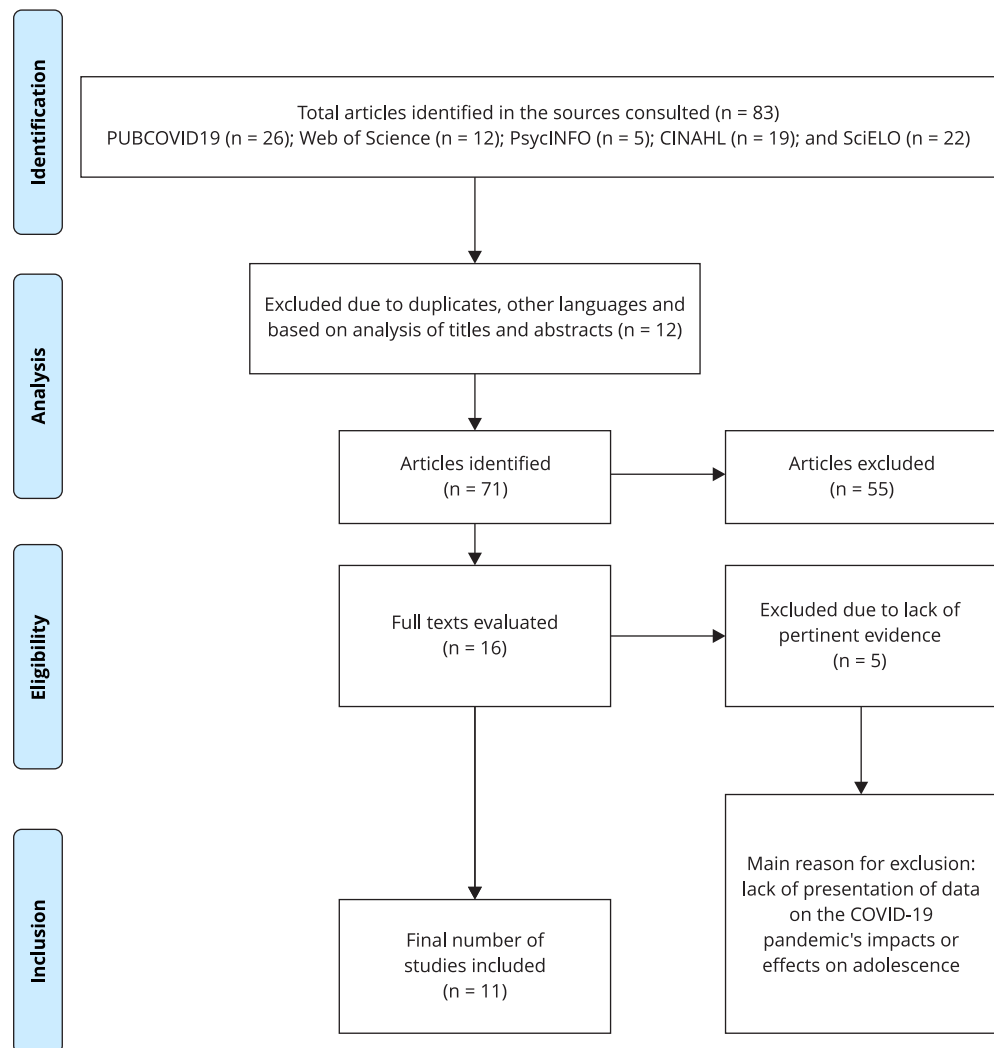 Identification
Total articles identified in the sources consulted (n = 83)
PUBCOVID19 (n = 26); Web of Science (n = 12); PsycINFO (n = 5); CINAHL (n = 19); and SciELO (n = 22)
Analysis
Excluded due to duplicates, other languages and
based on analysis of titles and abstracts (n = 12)
Articles identified
(n = 71)
Articles excluded
(n = 55)
Eligibility
Full texts evaluated
(n = 16)
Excluded due to lack of
pertinent evidence
(n = 5)
Inclusion
Final number of
studies included
(n = 11)
Main reason for exclusion:
lack of presentation of data
on the COVID-19
pandemic's impacts or
effects on adolescence